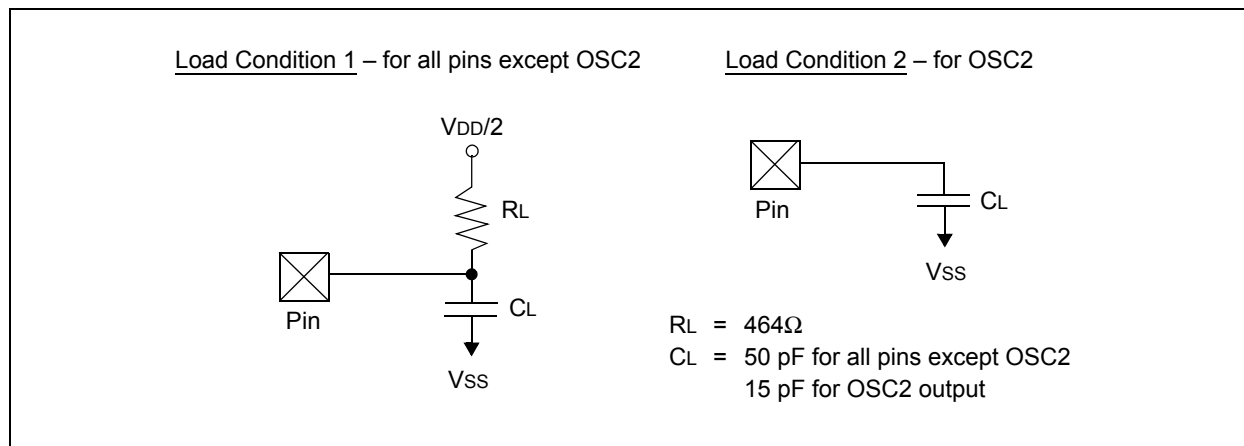 Load Condition 1 – for all pins except OSC2
VDD/2
RL
Pin
CL
VSS
Load Condition 2 – for OSC2
Pin
CL
VSS
RL = 464Ω
CL = 50 pF for all pins except OSC2
15 pF for OSC2 output